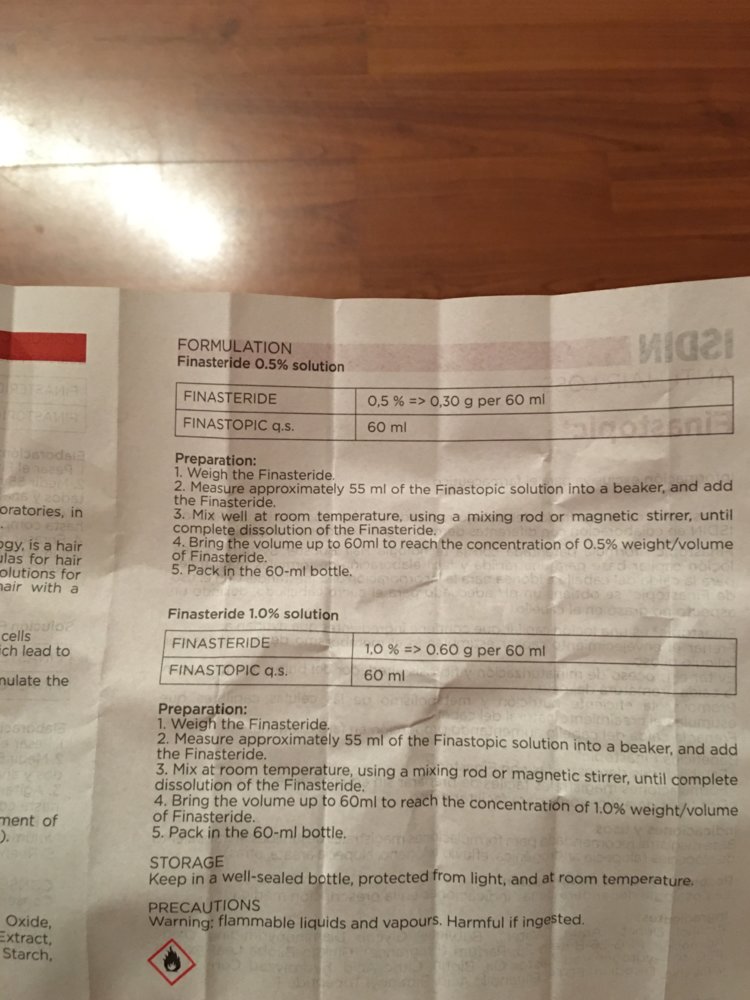 oratories, in
ogy, is a hair
ulas for hair
olutions for
hair with a
cells
ich lead to
mulate the
ment of
).
Oxide,
Extract,
Starch,
FORMULATION
Finasteride 0.5% solution
FINASTERIDE 0,5 % => 0,30 g per 60 ml
FINASTOPIC q.s. 60 ml
Preparation:
1. Weigh the Finasteride.
2. Measure approximately 55 ml of the Finastopic solution into a beaker, and add
the Finasteride.
3. Mix well at room temperature, using a mixing rod or magnetic stirrer, until
complete dissolution of the Finasteride.
4. Bring the volume up to 60ml to reach the concentration of 0.5% weight/volume
of Finasteride.
5. Pack in the 60-ml bottle.
Finasteride 1.0% solution
FINASTERIDE 1.0 % => 0.60 g per 60 ml
FINASTOPIC q.s. 60 ml
Preparation:
1. Weigh the Finasteride.
2. Measure approximately 55 ml of the Finastopic solution into a beaker, and add
the Finasteride.
3. Mix at room temperature, using a mixing rod or magnetic stirrer, until complete
dissolution of the Finasteride.
4. Bring the volume up to 60ml to reach the concentration of 1.0% weight/volume
of Finasteride.
5. Pack in the 60-ml bottle.
STORAGE
Keep in a well-sealed bottle, protected from light, and at room temperature.
PRECAUTIONS
Warning: flammable liquids and vapours. Harmful if ingested.
ISDIN
Finastopic